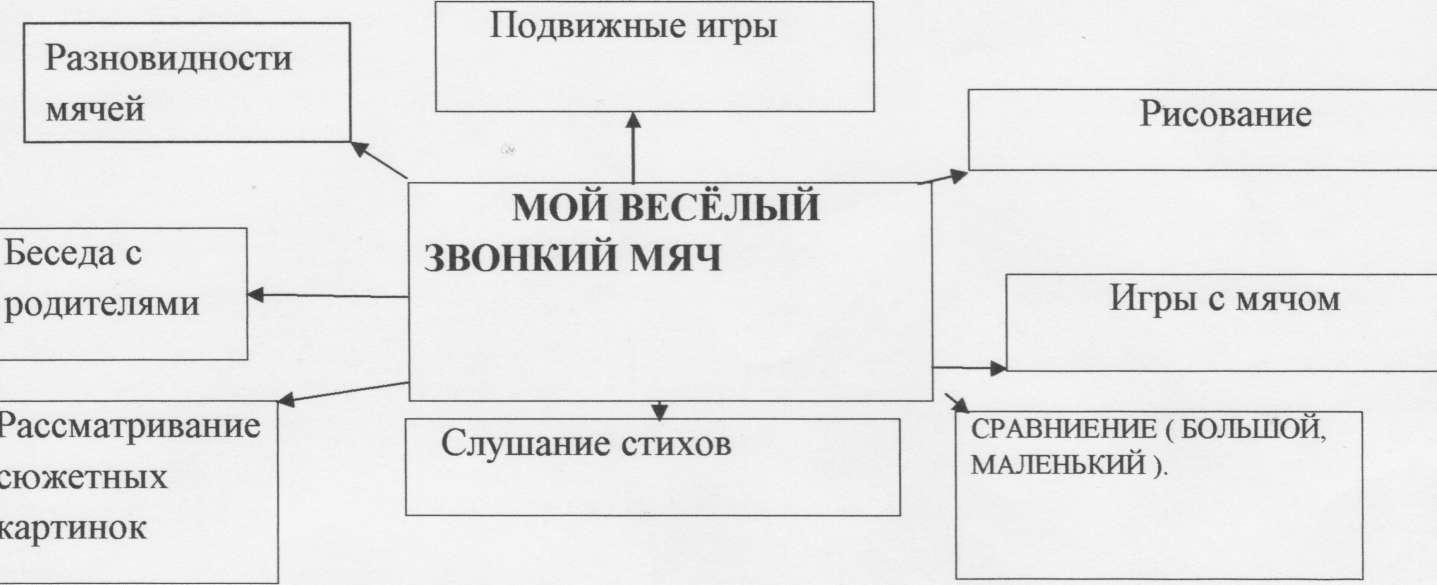 Подвижные игры
Разновидности
мячей
Рисование
МОЙ ВЕСЁЛЫЙ
ЗВОНКИЙ МЯЧ
Беседа с
родителями
Игры с мячом
Рассматривание
сюжетных
картинок
Слушание стихов
СРАВНИЕНИЕ ( БОЛЬШОЙ,
МАЛЕНЬКИЙ ).